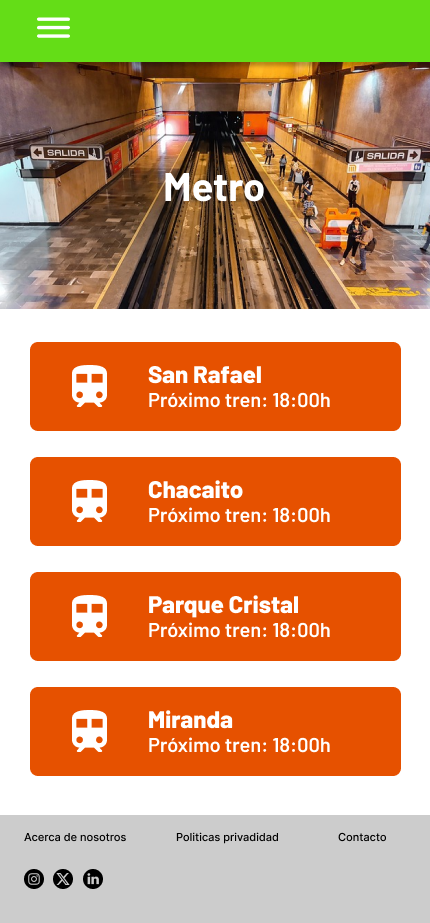 SALIDA
SALIDA
Metro
San Rafael
Próximo tren: 18:00h
Chacaito
Próximo tren: 18:00h
Parque Cristal
Próximo tren: 18:00h
Miranda
Próximo tren: 18:00h
Acerca de nosotros
Politicas privadidad
Contacto